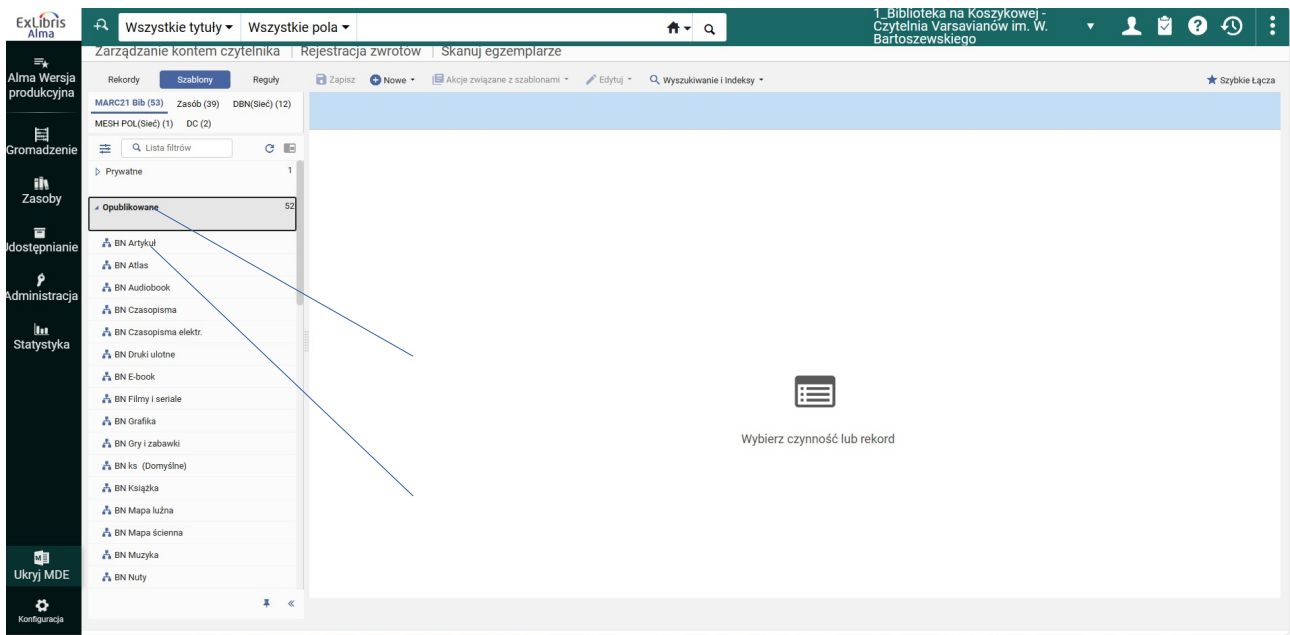 ExLibris
Alma
Wszystkie tytuły
Wszystkie pola
1_Biblioteka na Koszykowej -
Czytelnia Varsavianów im. W.
Bartoszewskiego
Zarządzanie kontem czytelnika | Rejestracja zwrotów | Skanuj egzemplarze
Alma Wersja
produkcyjna
Gromadzenie
Zasoby
Udostępnianie
Administracja
Statystyka
Ukryj MDE
Konfiguracja
Rekordy Szablony Reguły
Zapisz Nowe Akcje związane z szablonami Edytuj Wyszukiwanie i Indeksy Szybkie Łącza
MARC21 Bib (53) Zasób (39) DBN(Sieć) (12)
MESH POL(Sieć) (1) DC (2)
Lista filtrów
Prywatne 1
Opublikowane 52
BN Artykuł
BN Atlas
BN Audiobook
BN Czasopisma
BN Czasopisma elektr.
BN Druki ulotne
BN E-book
BN Filmy i seriale
BN Grafika
BN Gry i zabawki
BN ks (Domyślne)
BN Książka
BN Mapa luźna
BN Mapa ścienna
BN Muzyka
BN Nuty
Wybierz czynność lub rekord